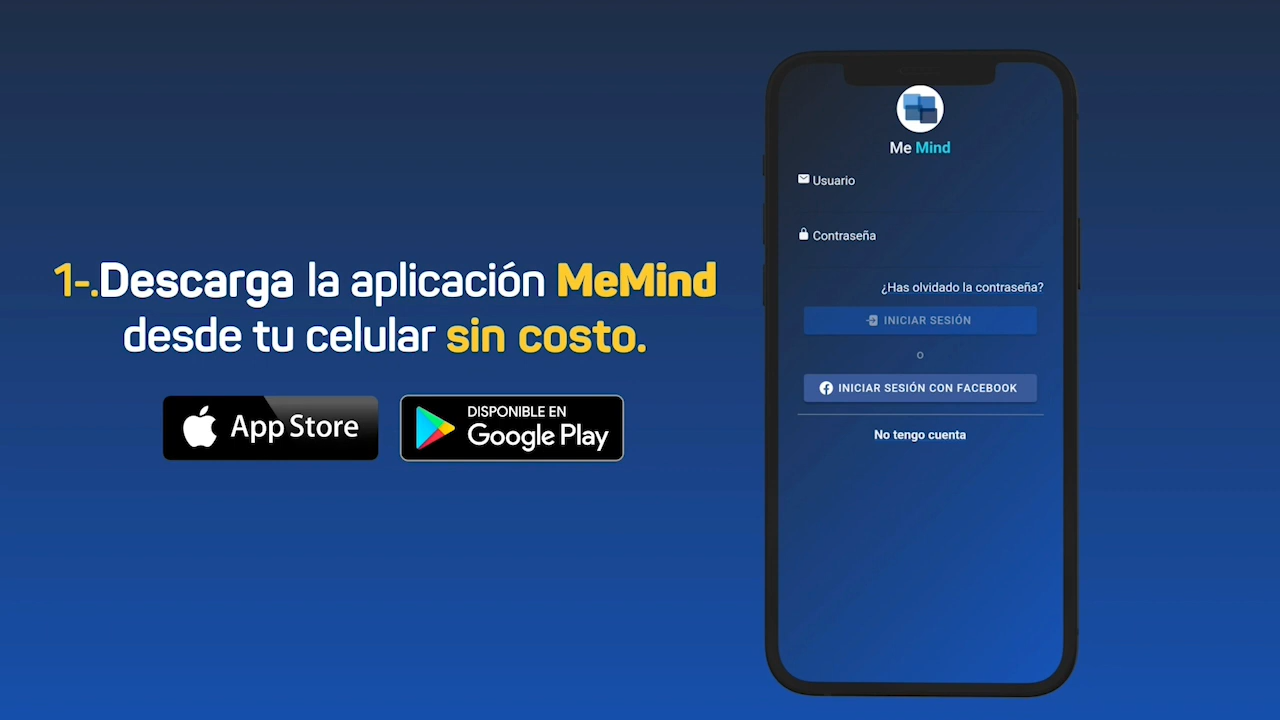 1-.Descarga la aplicación MeMind
desde tu celular sin costo.
App Store
DISPONIBLE EN
Google Play
Me Mind
Usuario
Contraseña
¿Has olvidado la contraseña?
INICIAR SESIÓN
O
INICIAR SESIÓN CON FACEBOOK
No tengo cuenta